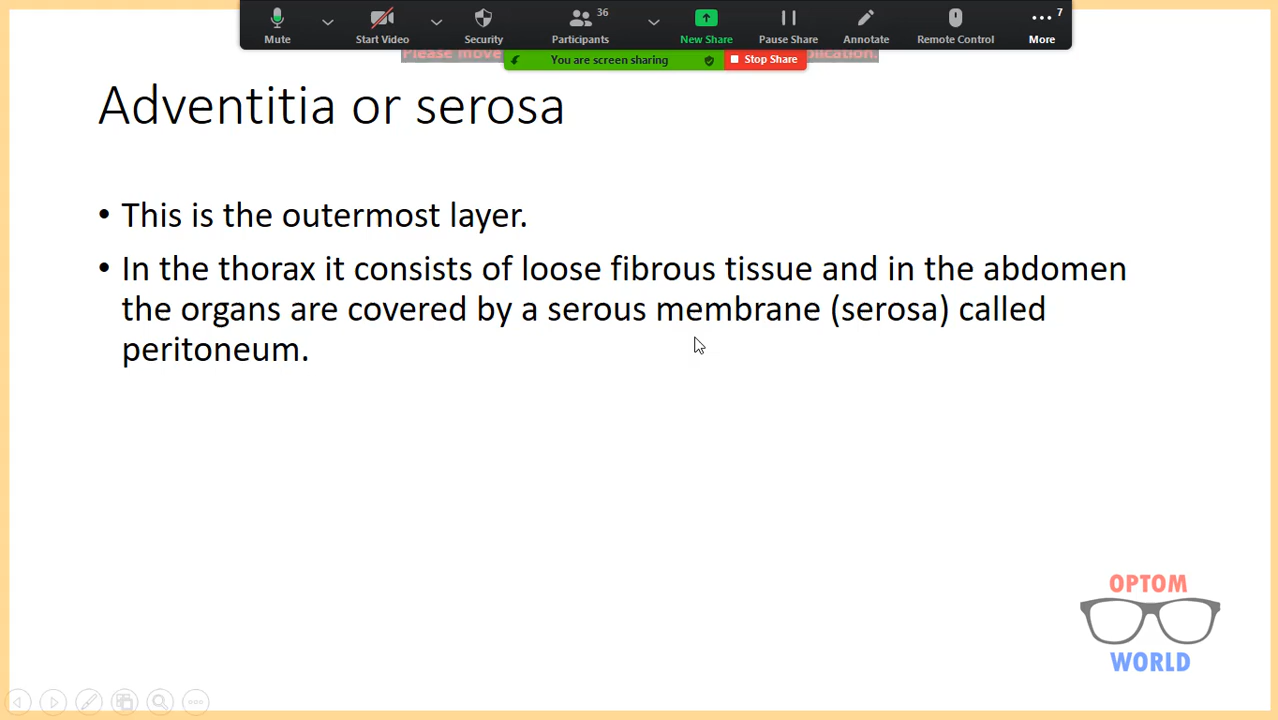 36
7
Mute
Start Video
Security
Participants
New Share
Pause Share
Annotate
Remote Control
More
Please move
You are screen sharing
Stop Share
Adventitia or serosa
• This is the outermost layer.
• In the thorax it consists of loose fibrous tissue and in the abdomen
the organs are covered by a serous membrane (serosa) called
peritoneum.
OPTOM
WORLD